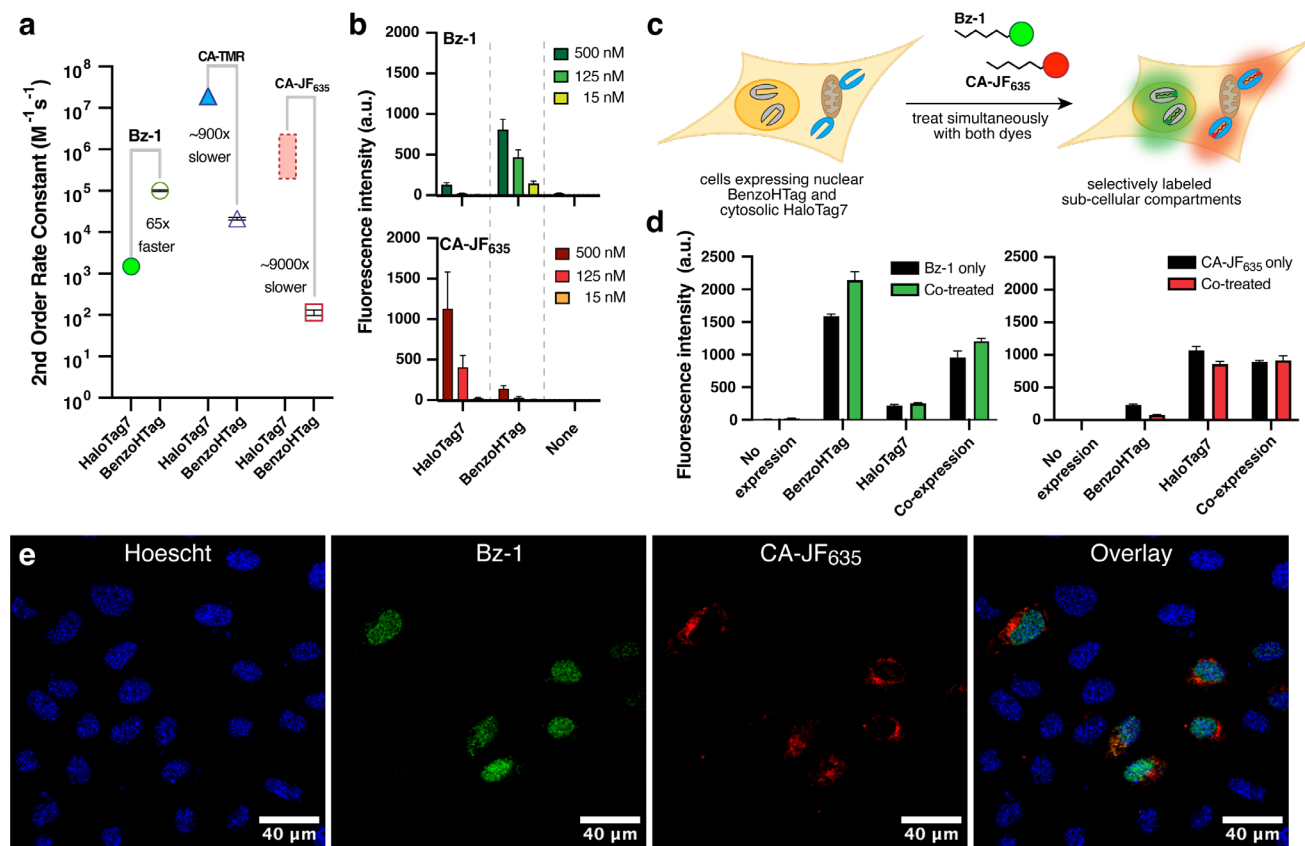 a
CA-TMR
CA-JF635
Bz-1
~900x
slower
65x
faster
~9000x
slower
2nd Order Rate Constant (M-1s-1)
10^8
10^7
10^6
10^5
10^4
10^3
10^2
10^1
10^0
HaloTag7
BenzoHTag
HaloTag7
BenzoHTag
HaloTag7
BenzoHTag
b
Bz-1
500 nM
125 nM
15 nM
2000
1500
1000
500
0
Fluorescence intensity (a.u.)
CA-JF635
500 nM
125 nM
15 nM
2000
1500
1000
500
0
HaloTag7
BenzoHTag
None
c
Bz-1
CA-JF635
treat simultaneously
with both dyes
cells expressing nuclear
BenzoHTag and
cytosolic HaloTag7
selectively labeled
sub-cellular compartments
d
Fluorescence intensity (a.u.)
2500
2000
1500
1000
500
0
Bz-1 only
Co-treated
No
expression
BenzoHTag
HaloTag7
Co-expression
2500
2000
1500
1000
500
0
CA-JF635 only
Co-treated
No
expression
BenzoHTag
HaloTag7
Co-expression
e
Hoescht
Bz-1
CA-JF635
Overlay
40 μm
40 μm
40 μm
40 μm